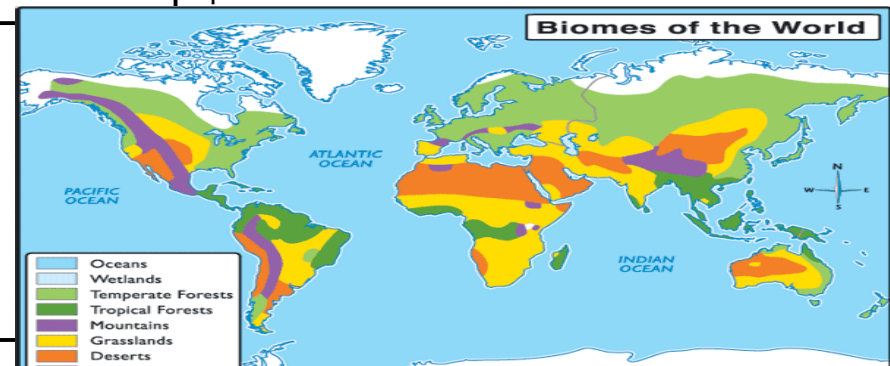 Biomes of the World
ATLANTIC
OCEAN
PACIFIC
OCEAN
N
W
E
S
INDIAN
OCEAN
Oceans
Wetlands
Temperate Forests
Tropical Forests
Mountains
Grasslands
Deserts